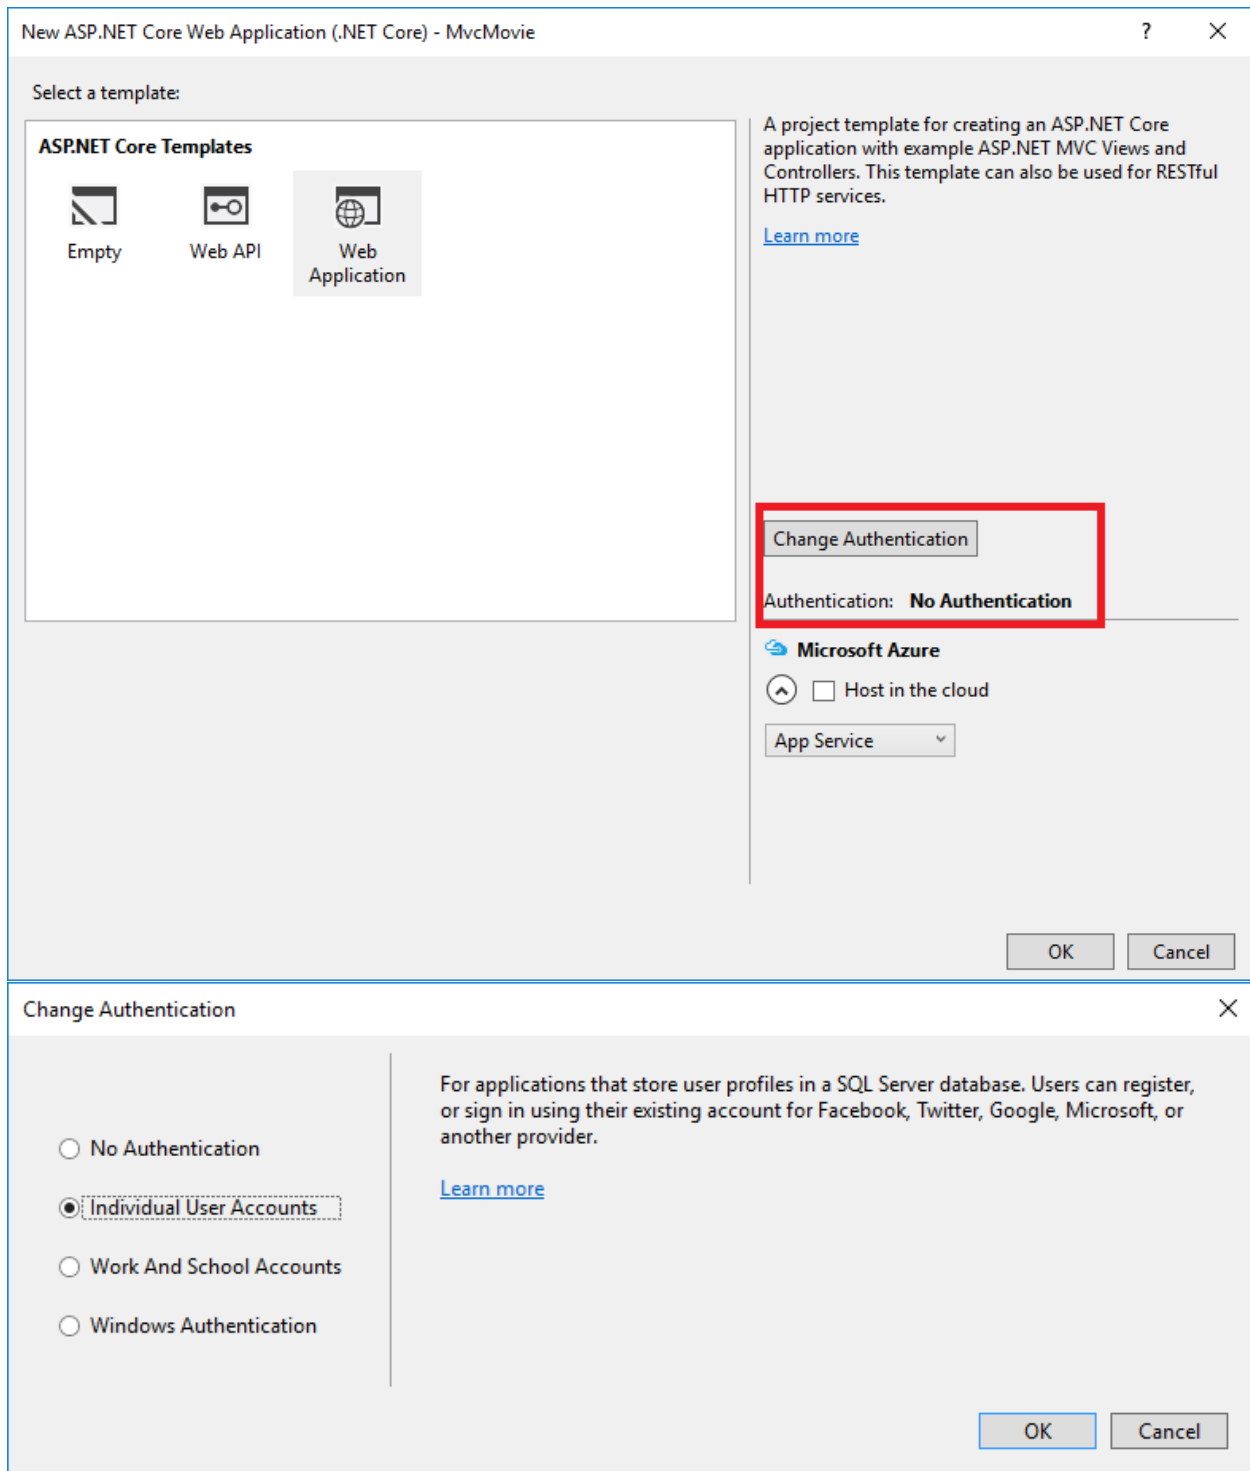 New ASP.NET Core Web Application (.NET Core) - MvcMovie
?
Select a template:
ASP.NET Core Templates
Empty
Web API
Web
Application
A project template for creating an ASP.NET Core
application with example ASP.NET MVC Views and
Controllers. This template can also be used for RESTful
HTTP services.
Learn more
Change Authentication
Authentication: No Authentication
Microsoft Azure
Host in the cloud
App Service
OK
Cancel
Change Authentication
No Authentication
Individual User Accounts
Work And School Accounts
Windows Authentication
For applications that store user profiles in a SQL Server database. Users can register,
or sign in using their existing account for Facebook, Twitter, Google, Microsoft, or
another provider.
Learn more
OK
Cancel